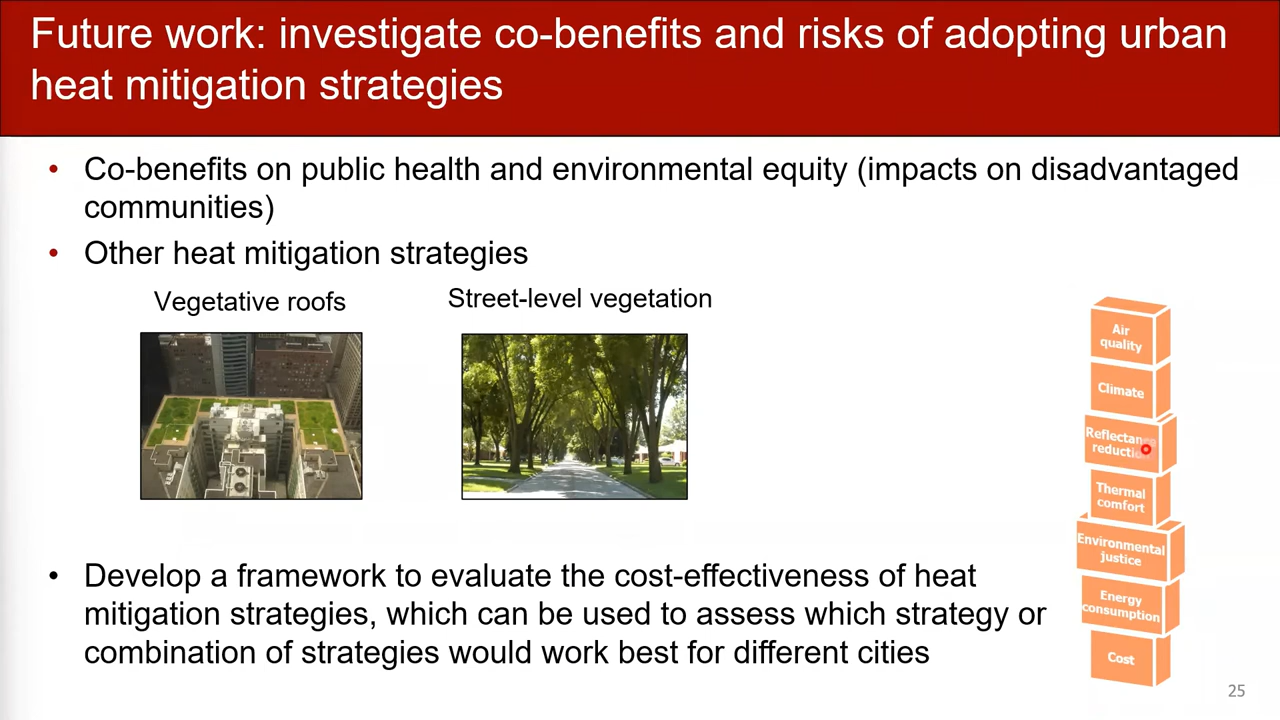 Future work: investigate co-benefits and risks of adopting urban
heat mitigation strategies
• Co-benefits on public health and environmental equity (impacts on disadvantaged
communities)
• Other heat mitigation strategies
Vegetative roofs
Street-level vegetation
Air
quality
Climate
Reflectance
reduction
Thermal
comfort
Environmental
justice
Energy
consumption
Cost
• Develop a framework to evaluate the cost-effectiveness of heat
mitigation strategies, which can be used to assess which strategy or
combination of strategies would work best for different cities
25